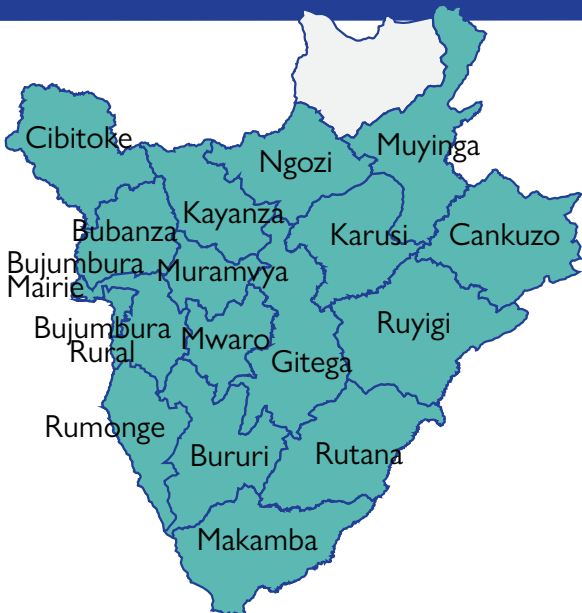 Cibitoke
Ngozi
Muyinga
Kayanza
Bubanza
Karusi
Cankuzo
Bujumbura
Mairie
Muramvya
Bujumbura
Rural
Mwaro
Gitega
Ruyigi
Rumonge
Bururi
Rutana
Makamba